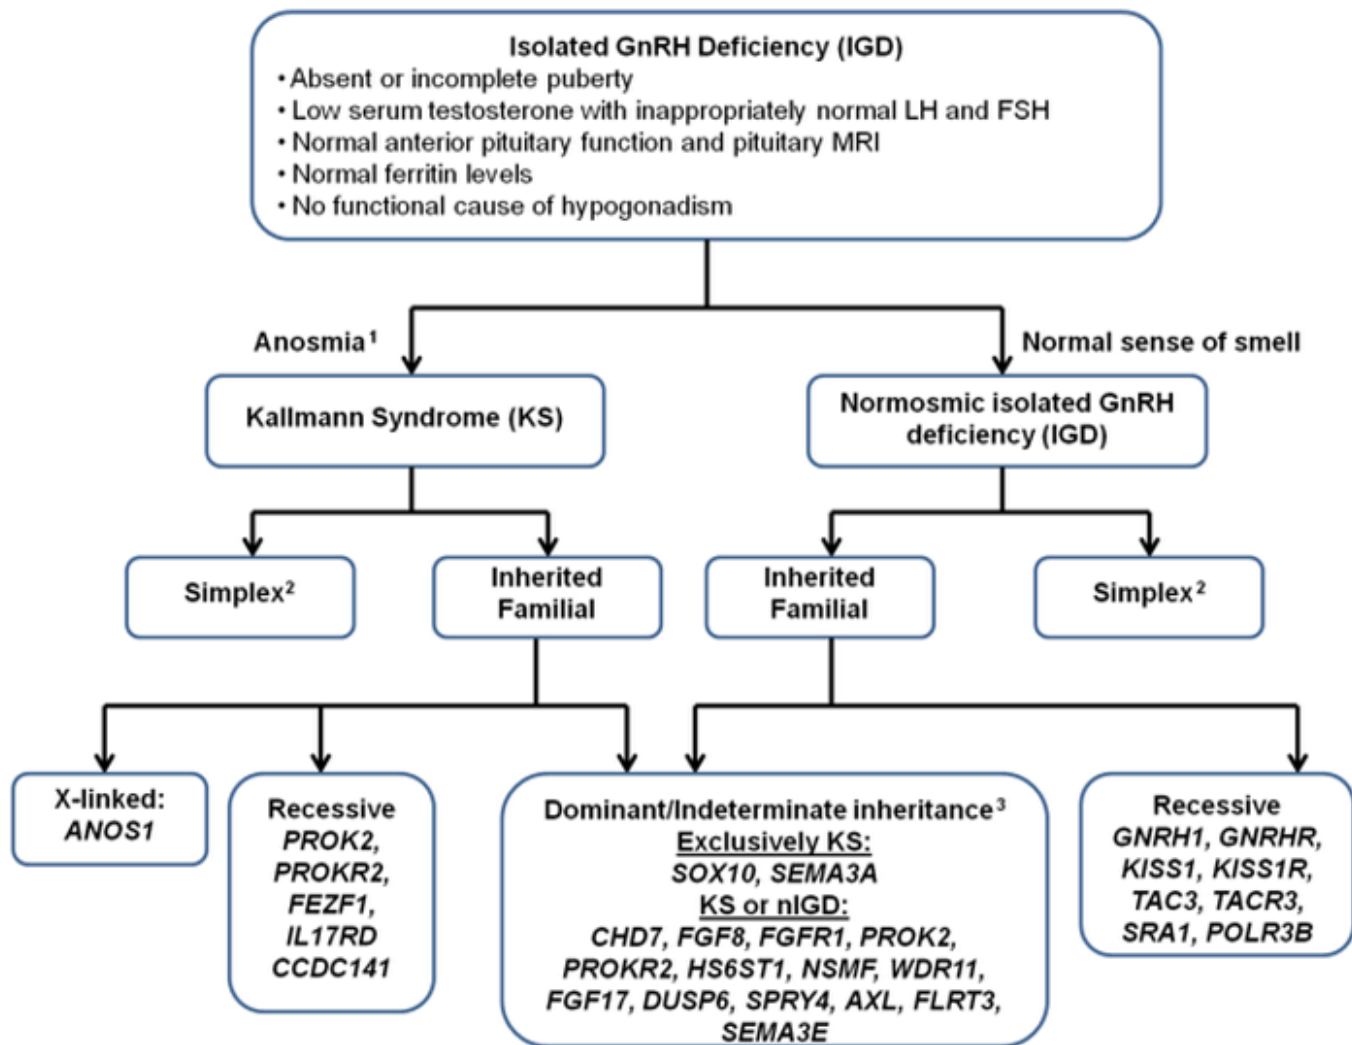 Isolated GnRH Deficiency (IGD)
• Absent or incomplete puberty
• Low serum testosterone with inappropriately normal LH and FSH
• Normal anterior pituitary function and pituitary MRI
• Normal ferritin levels
• No functional cause of hypogonadism
Anosmia¹
Normal sense of smell
Kallmann Syndrome (KS)
Normosmic isolated GnRH
deficiency (IGD)
Simplex²
Inherited
Familial
Inherited
Familial
Simplex²
X-linked:
ANOS1
Recessive
PROK2,
PROKR2,
FEZF1,
IL17RD
CCDC141
Dominant/Indeterminate inheritance³
Exclusively KS:
SOX10, SEMA3A
KS or nIGD:
CHD7, FGF8, FGFR1, PROK2,
PROKR2, HS6ST1, NSMF, WDR11,
FGF17, DUSP6, SPRY4, AXL, FLRT3,
SEMA3E
Recessive
GNRH1, GNRHR,
KISS1, KISS1R,
TAC3, TACR3,
SRA1, POLR3B